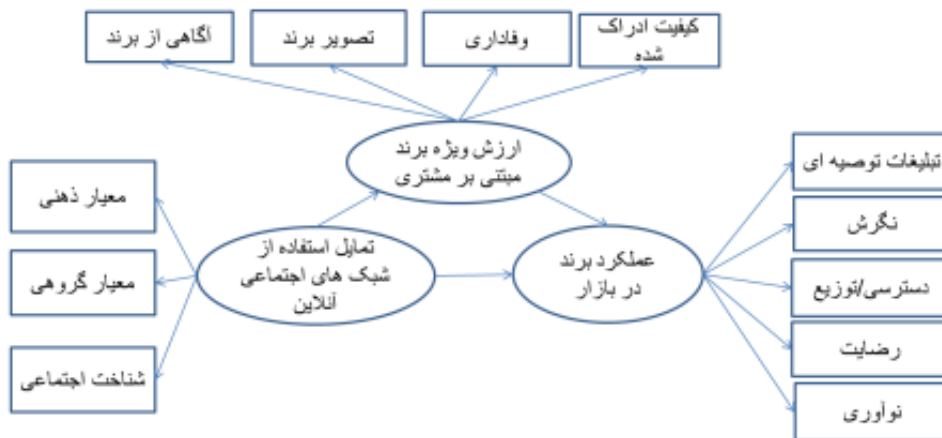 کیفیت ادراک
شده
وفاداری
تصویر برند
آگاهی از برند
ارزش ویژه برند
مبتنی بر مشتری
تبلیغات توصیه ای
نگرش
دسترسی/توزیع
رضایت
نوآوری
عملکرد برند
در بازار
تمایل استفاده از
شبک های اجتماعی
آنلاین
معیار ذهنی
معیار گروهی
شناخت اجتماعی